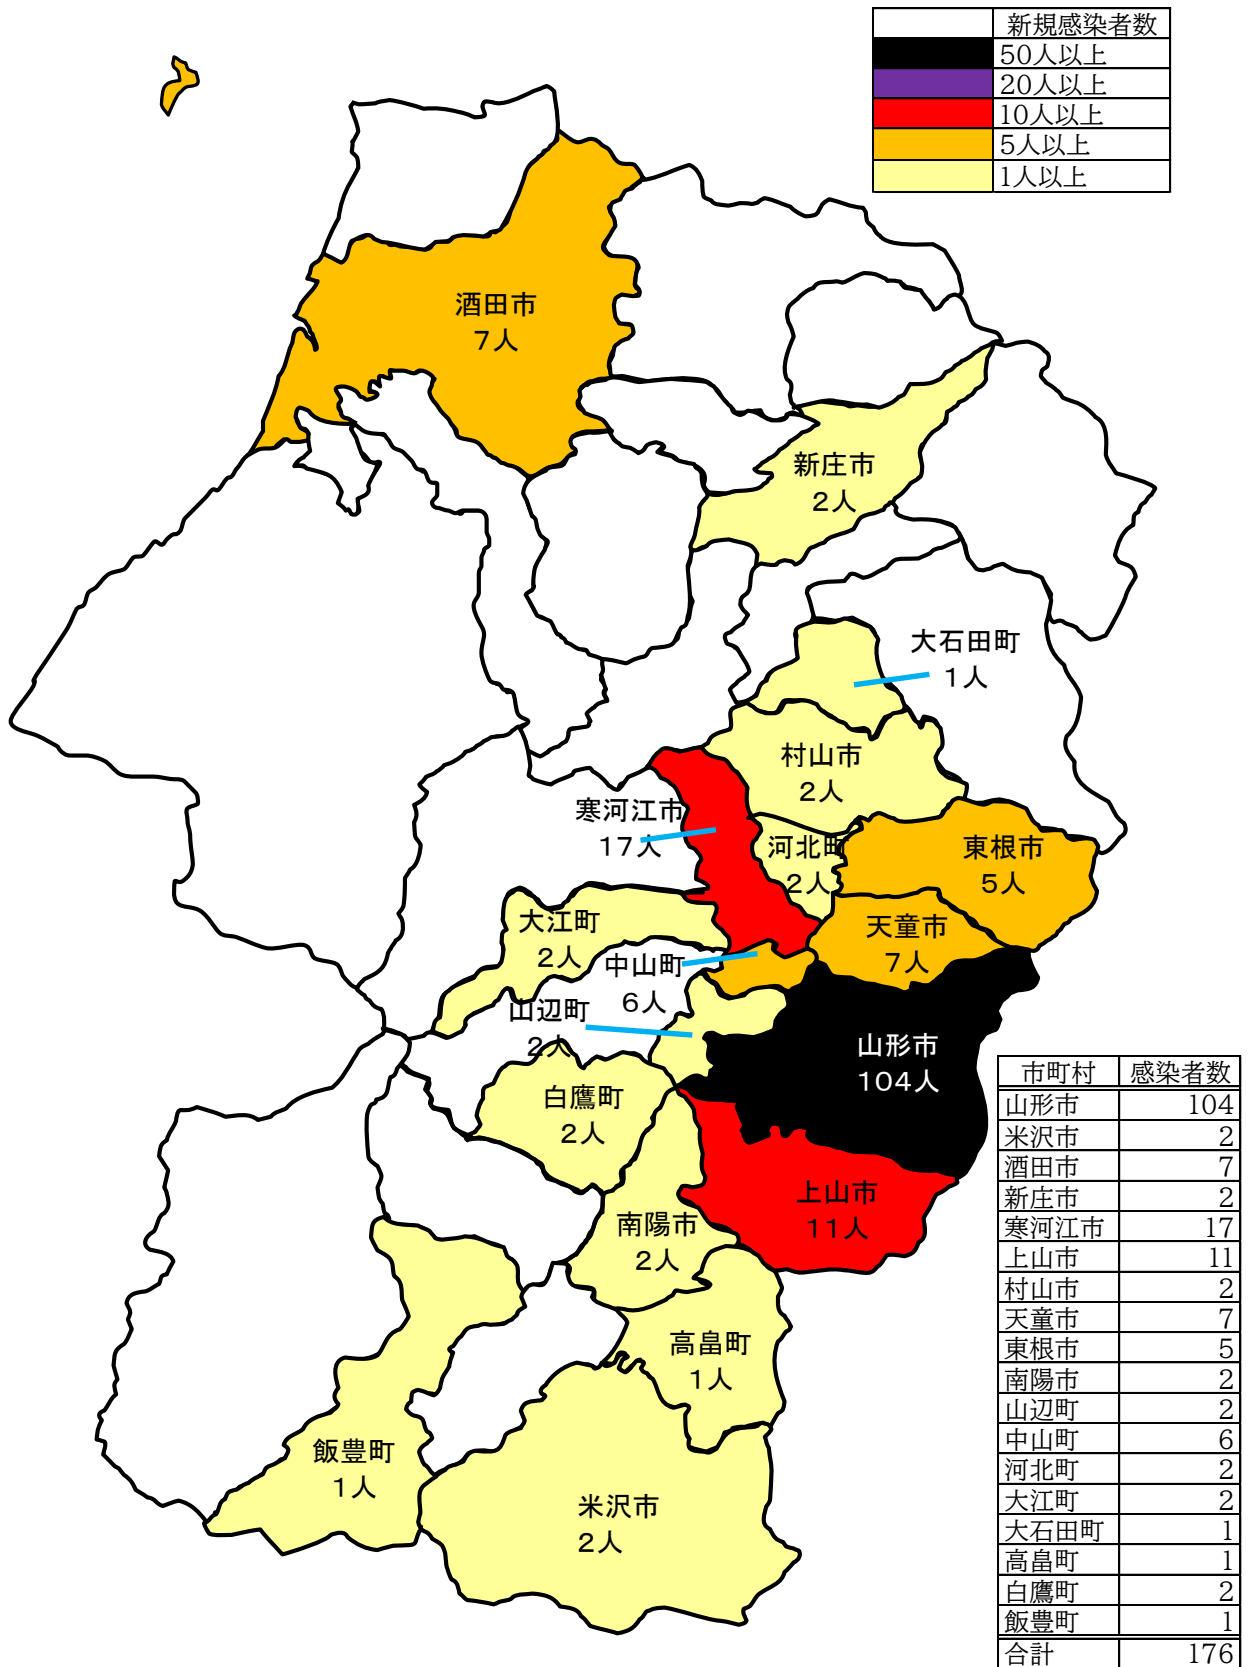 新規感染者数
50人以上
20人以上
10人以上
5人以上
1人以上
酒田市
7人
新庄市
2人
大石田町
1人
村山市
2人
寒河江市
17人
河北町
2人
東根市
5人
大江町
2人
天童市
7人
中山町
6人
山辺町
2人
山形市
104人
白鷹町
2人
上山市
11人
南陽市
2人
高畠町
1人
飯豊町
1人
米沢市
2人
市町村 感染者数
山形市 104
米沢市 2
酒田市 7
新庄市 2
寒河江市 17
上山市 11
村山市 2
天童市 7
東根市 5
南陽市 2
山辺町 2
中山町 6
河北町 2
大江町 2
大石田町 1
高畠町 1
白鷹町 2
飯豊町 1
合計 176